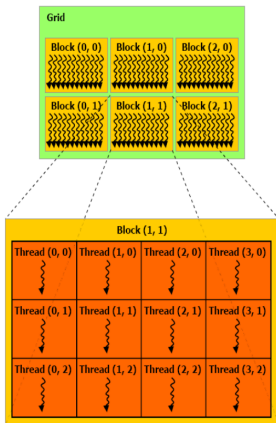 Grid
Block (0, 0) Block (1, 0) Block (2, 0)
Block (0, 1) Block (1, 1) Block (2, 1)
Block (1, 1)
Thread (0, 0) Thread (1, 0) Thread (2, 0) Thread (3, 0)
Thread (0, 1) Thread (1, 1) Thread (2, 1) Thread (3, 1)
Thread (0, 2) Thread (1, 2) Thread (2, 2) Thread (3, 2)